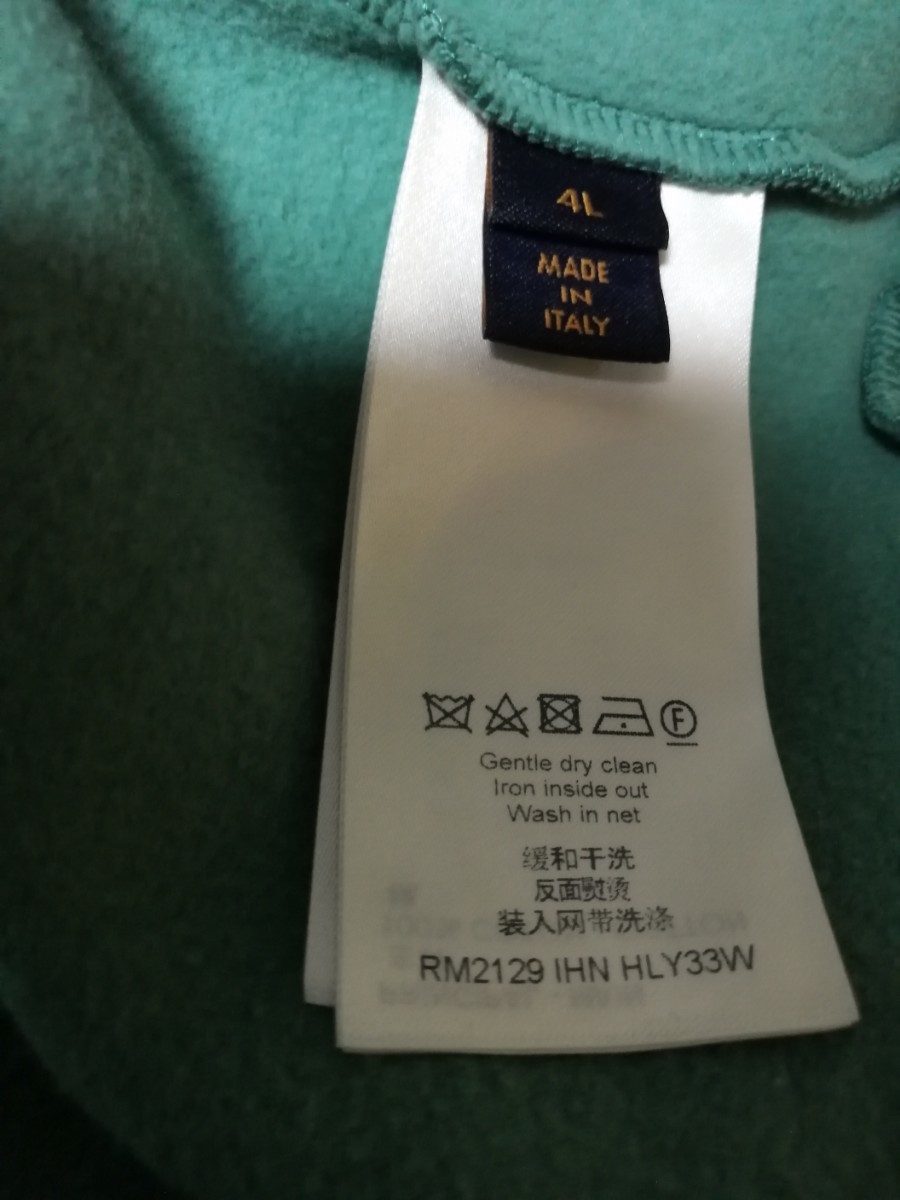 4L
MADE
IN
ITALY
F
Gentle dry clean
Iron inside out
Wash in net
缓和干洗
反面熨烫
装入网带洗涤
RM2129 IHN HLY33W